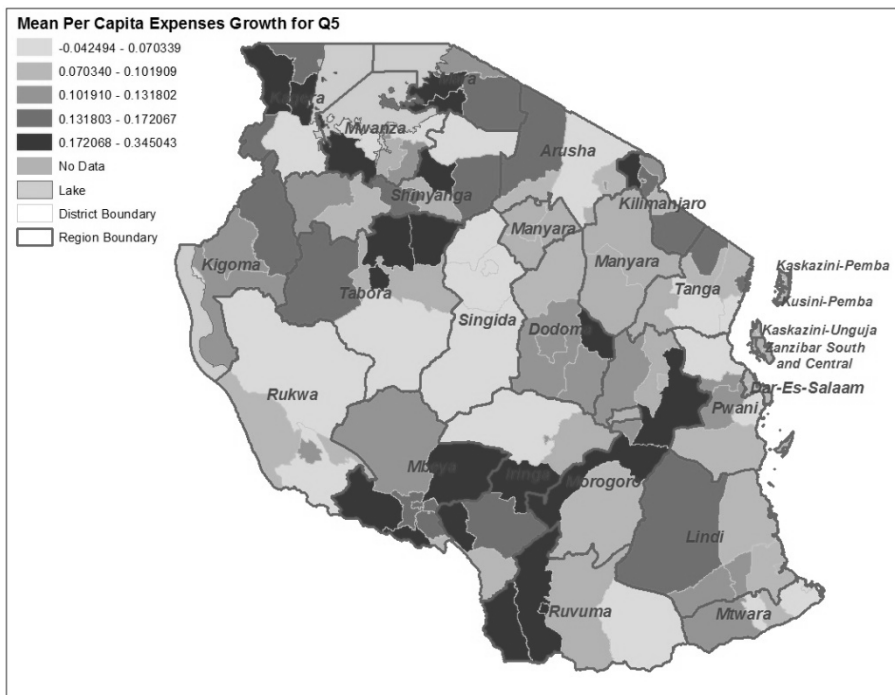 Mean Per Capita Expenses Growth for Q5
-0.042494 - 0.070339
0.070340 - 0.101909
0.101910 - 0.131802
0.131803 - 0.172067
0.172068 - 0.345043
No Data
Lake
District Boundary
Region Boundary
Kagera
Mara
Mwanza
Arusha
Shinyanga
Kilimanjaro
Manyara
Kigoma
Manyara
Kaskazini-Pemba
Tabora
Tanga
Kusini-Pemba
Singida
Dodoma
Kaskazini-Unguja
Zanzibar South
and Central
Rukwa
Dar-Es-Salaam
Pwani
Mbeya
Iringa
Morogoro
Lindi
Ruvuma
Mtwara